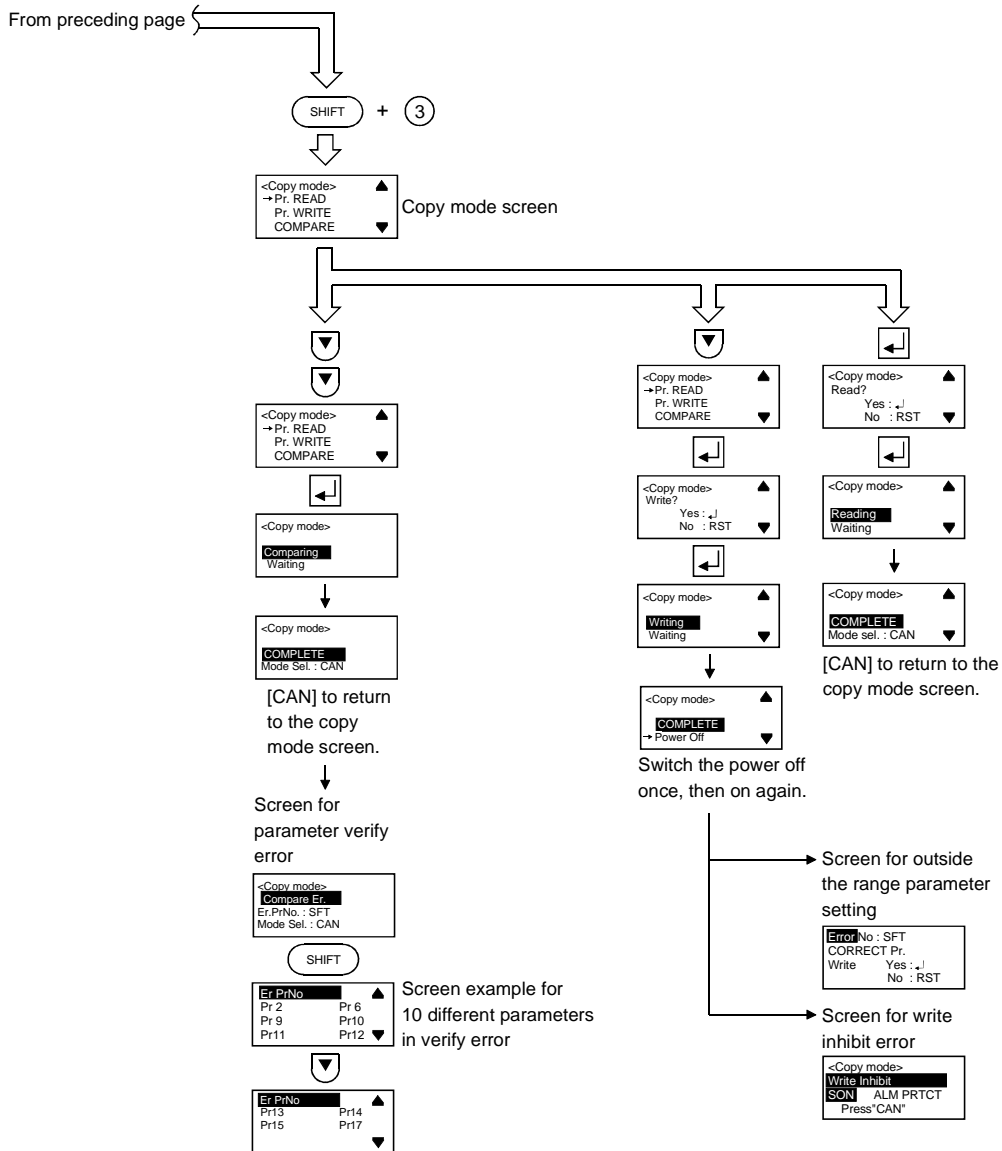 From preceding page
SHIFT + 3
<Copy mode>
Pr. READ
Pr. WRITE
COMPARE
Copy mode screen
<Copy mode>
Pr. READ
Pr. WRITE
COMPARE
<Copy mode>
Comparing
Waiting
<Copy mode>
COMPLETE
Mode Sel. : CAN
[CAN] to return
to the copy
mode screen.
Screen for
parameter verify
error
<Copy mode>
Compare Er.
Er.PrNo. : SFT
Mode Sel. : CAN
SHIFT
Er PrNo
Pr 2 Pr 6
Pr 9 Pr10
Pr11 Pr12
Screen example for
10 different parameters
in verify error
Er PrNo
Pr13 Pr14
Pr15 Pr17
<Copy mode>
Pr. READ
Pr. WRITE
COMPARE
<Copy mode>
Write?
Yes : ↵
No : RST
<Copy mode>
Writing
Waiting
<Copy mode>
COMPLETE
Power Off
Switch the power off
once, then on again.
<Copy mode>
Read?
Yes : ↵
No : RST
<Copy mode>
Reading
Waiting
<Copy mode>
COMPLETE
Mode sel. : CAN
[CAN] to return to the
copy mode screen.
Screen for outside
the range parameter
setting
Error No : SFT
CORRECT Pr.
Write Yes : ↵
No : RST
Screen for write
inhibit error
<Copy mode>
Write Inhibit
SON ALM PRTCT
Press"CAN"